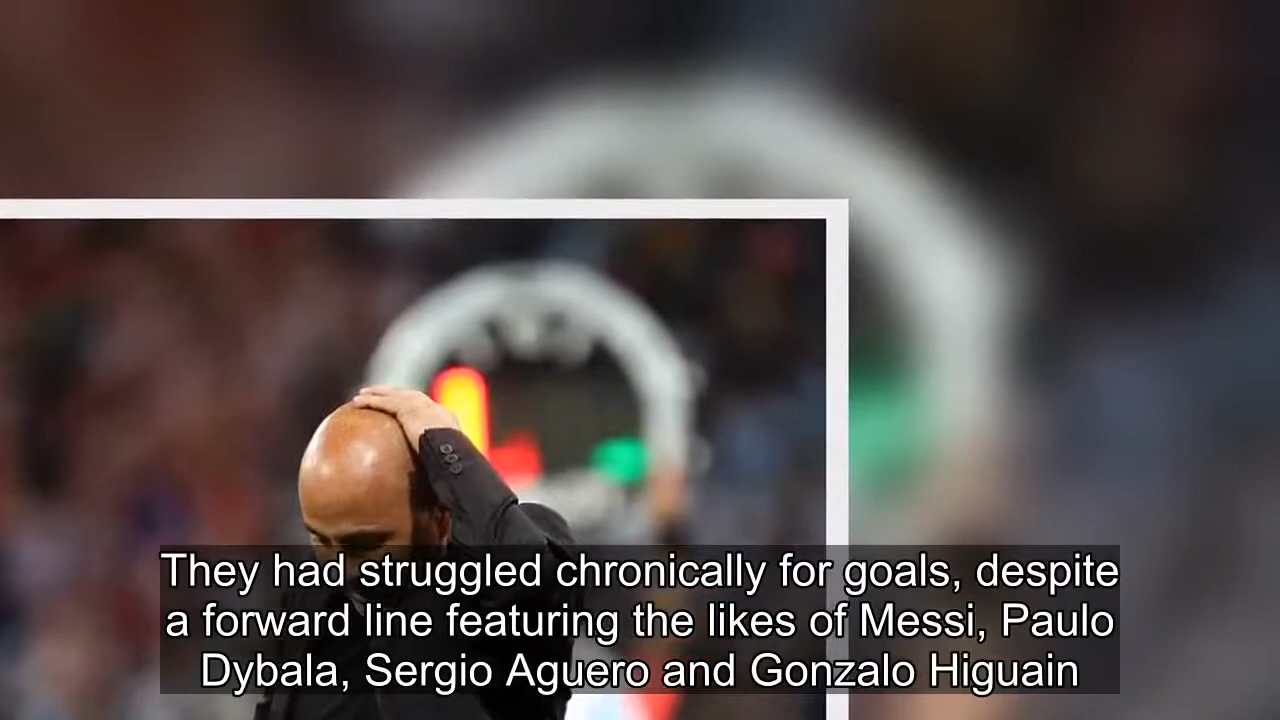 They had struggled chronically for goals, despite
a forward line featuring the likes of Messi, Paulo
Dybala, Sergio Aguero and Gonzalo Higuain